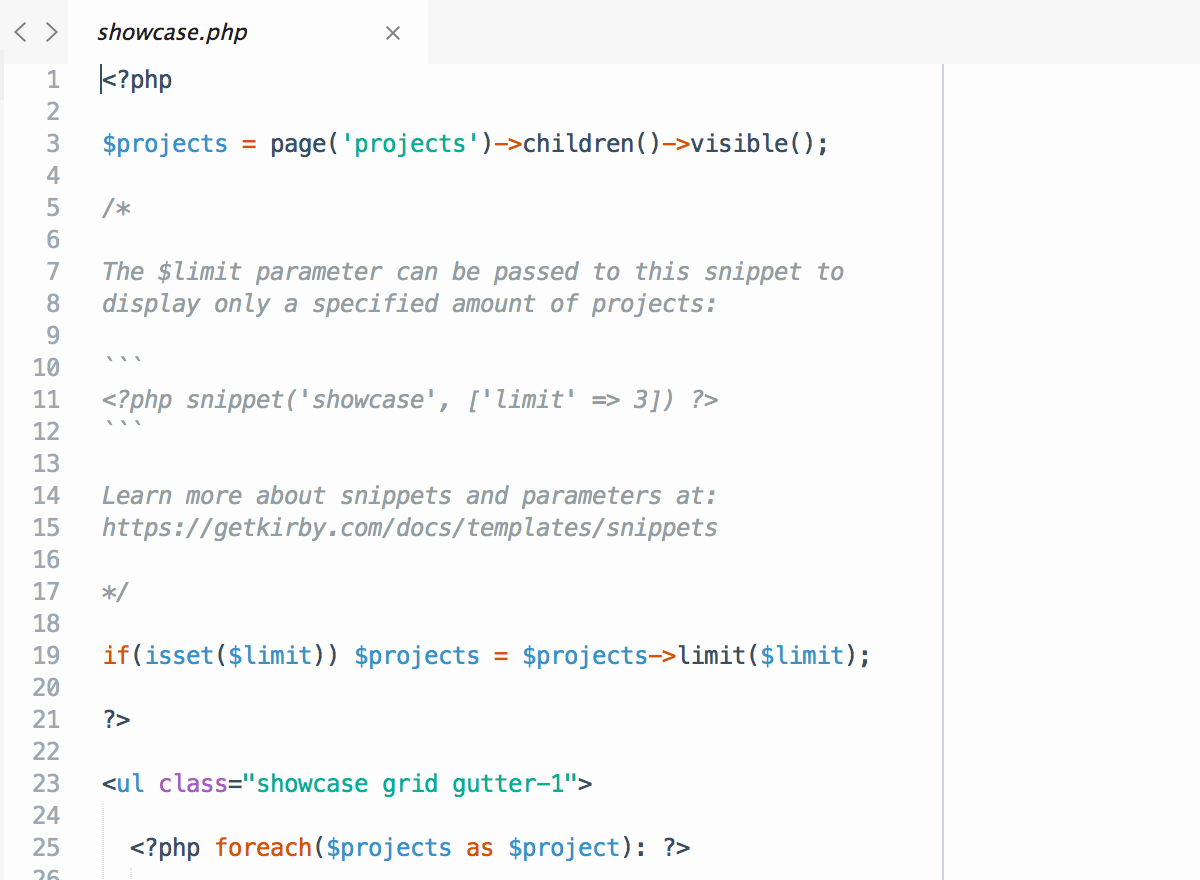 showcase.php
1 <?php
2
3 $projects = page('projects')->children()->visible();
4
5 /*
6
7 The $limit parameter can be passed to this snippet to
8 display only a specified amount of projects:
9
10 ```
11 <?php snippet('showcase', ['limit' => 3]) ?>
12 ```
13
14 Learn more about snippets and parameters at:
15 https://getkirby.com/docs/templates/snippets
16
17 */
18
19 if(isset($limit)) $projects = $projects->limit($limit);
20
21 ?>
22
23 <ul class="showcase grid gutter-1">
24
25 <?php foreach($projects as $project): ?>
26